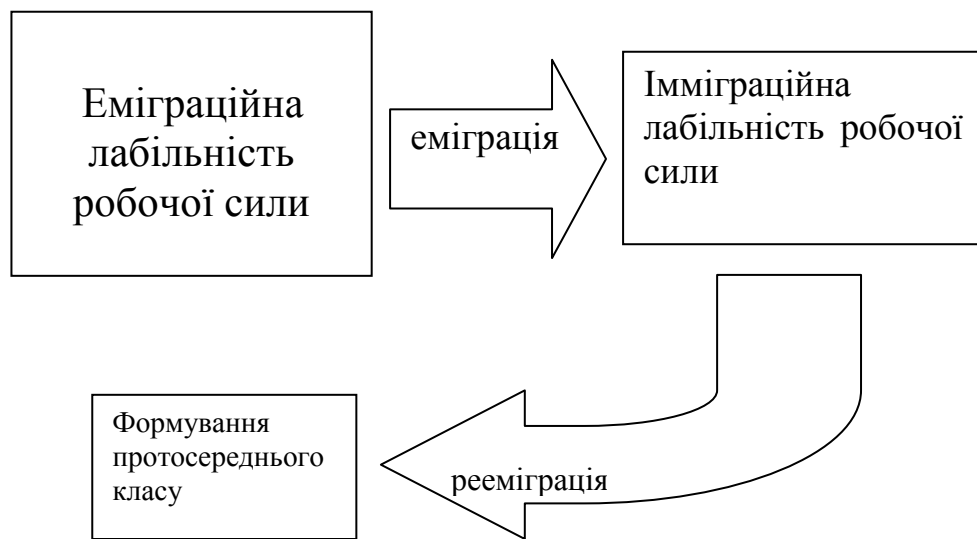 Еміграційна
лабільність
робочої сили
еміграція
Імміграційна
лабільність робочої
сили
Формування
протосереднього
класу
рееміграція